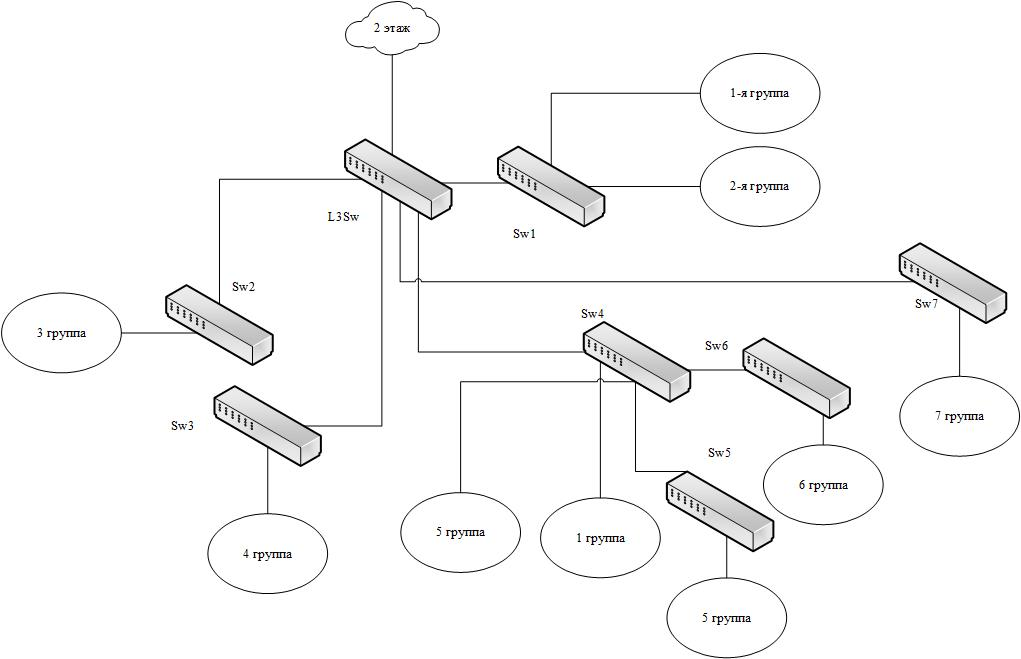 2 этаж
1-я группа
2-я группа
L3Sw
Sw1
Sw2
Sw7
Sw4
3 группа
Sw6
7 группа
Sw3
Sw5
6 группа
5 группа
1 группа
4 группа
5 группа